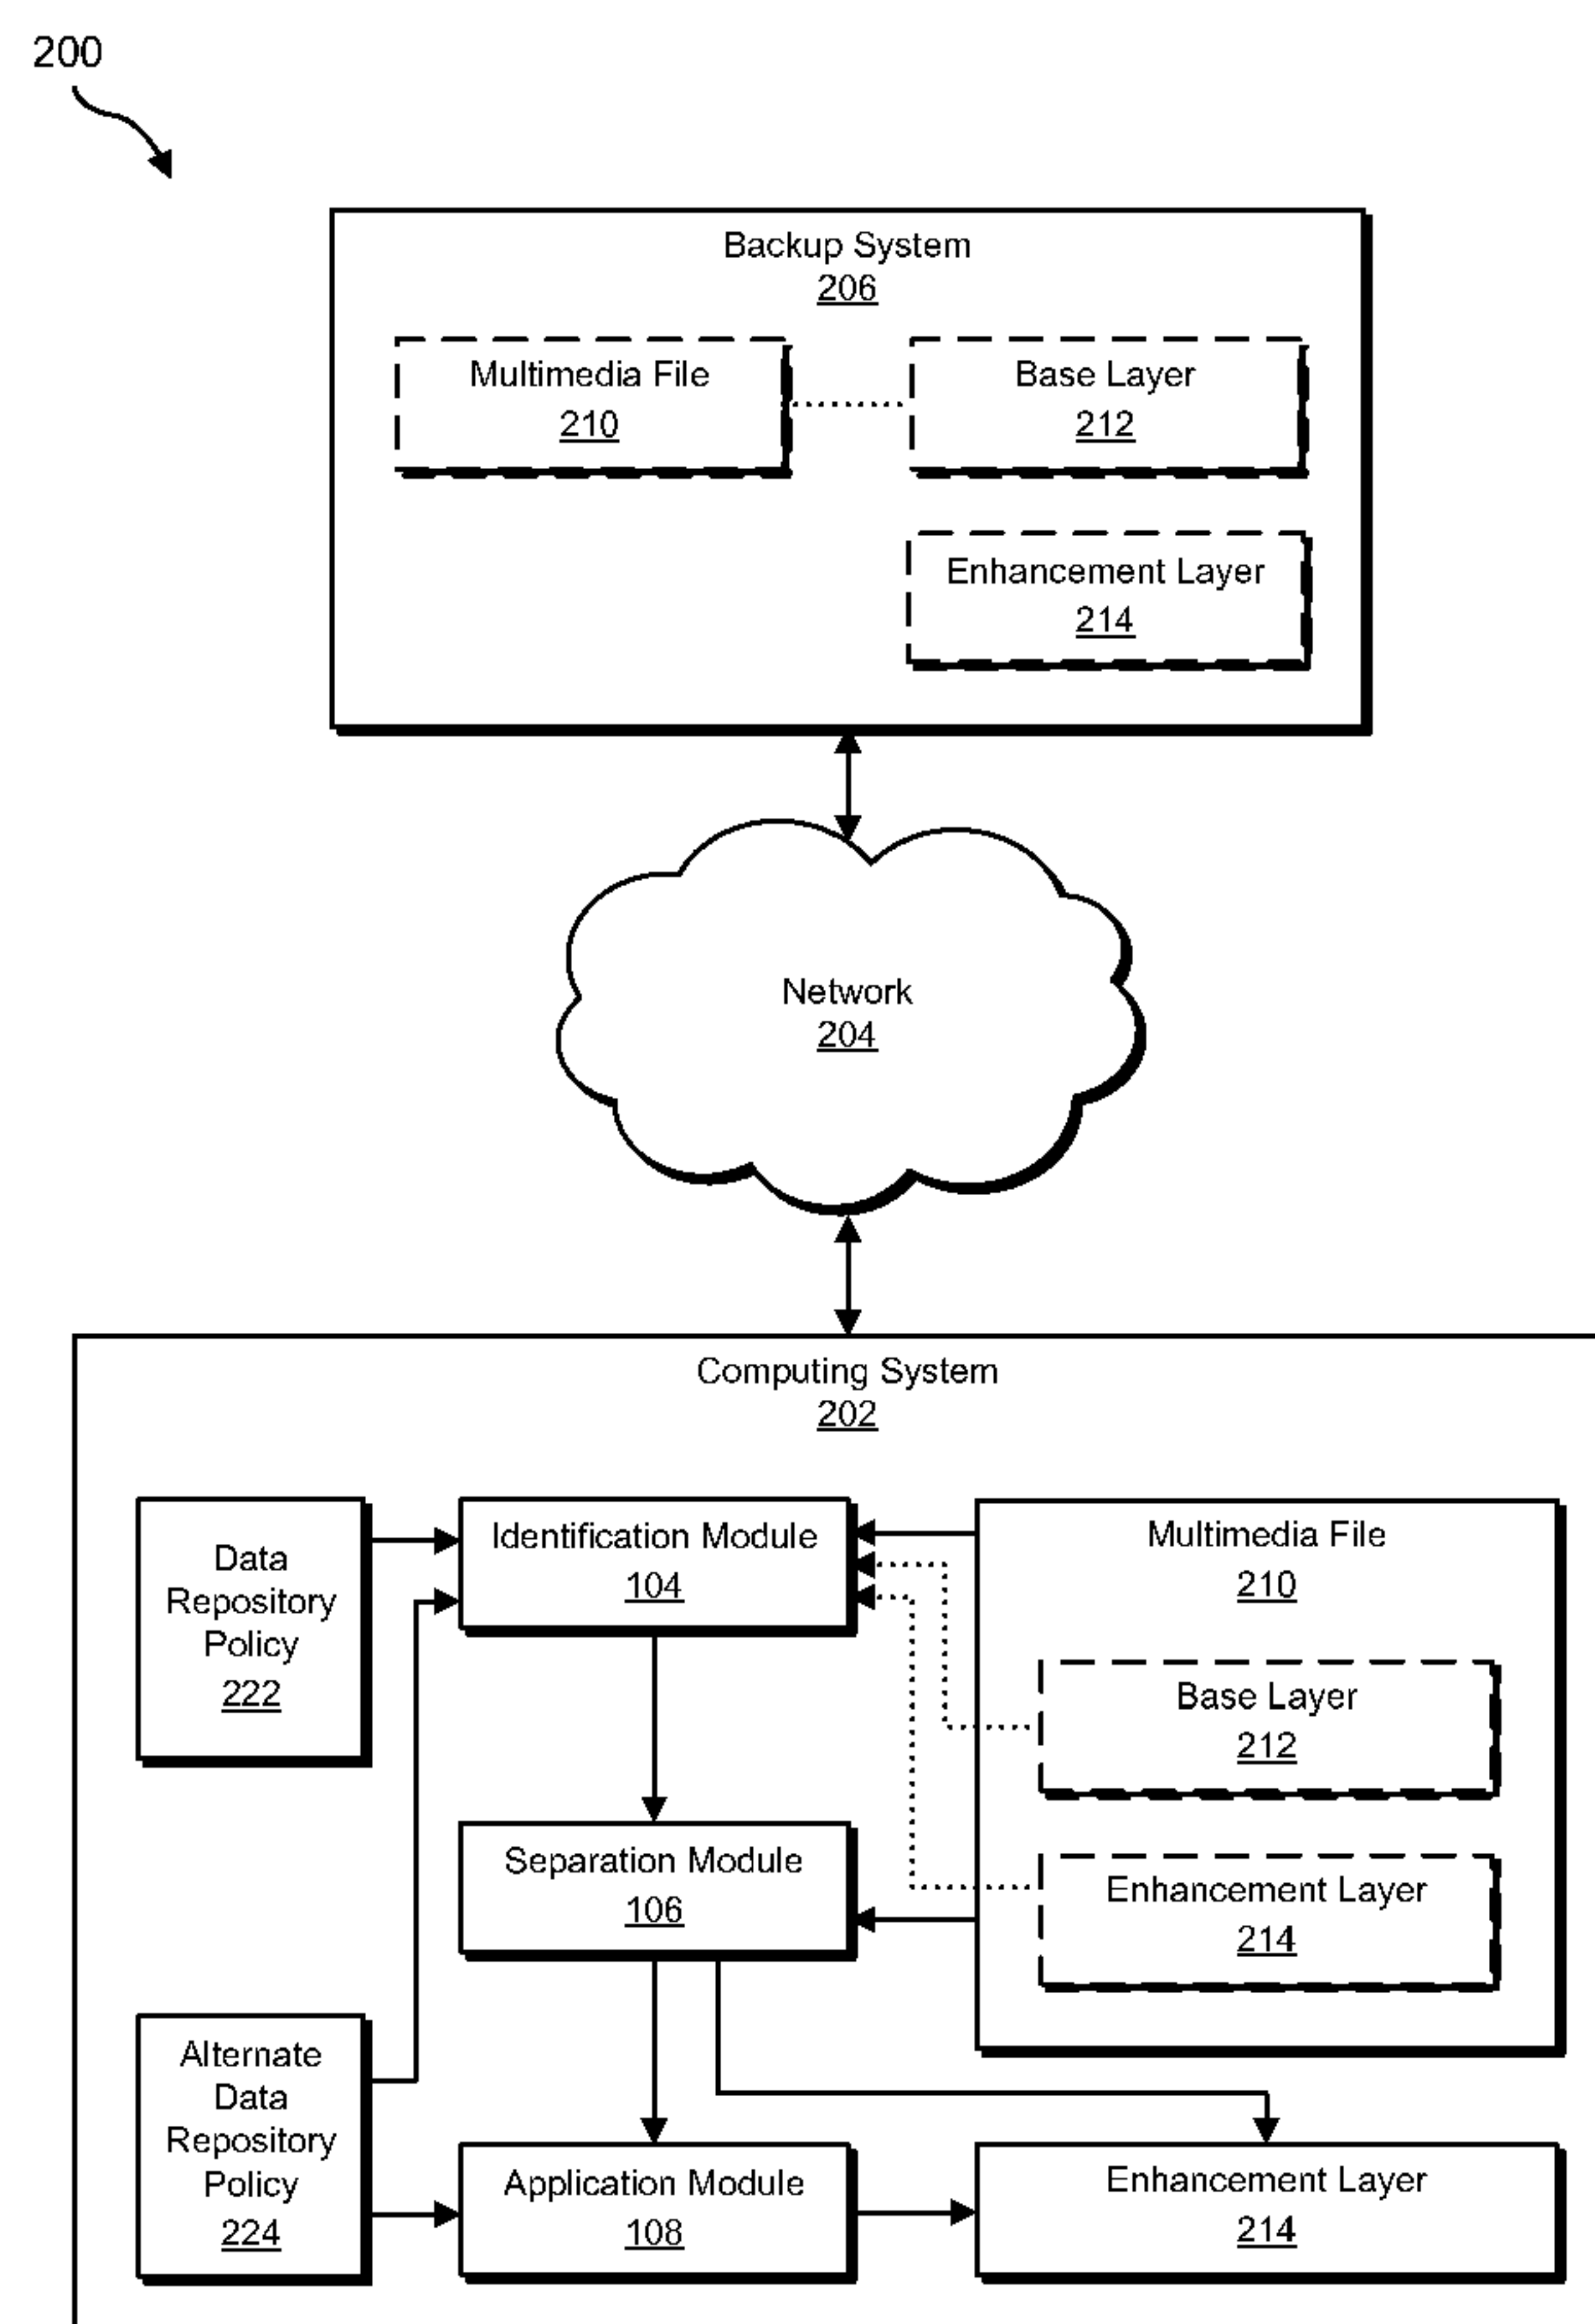 200
Backup System
206
Multimedia File
210
Base Layer
212
Enhancement Layer
214
Network
204
Computing System
202
Data
Repository
Policy
222
Identification Module
104
Multimedia File
210
Base Layer
212
Separation Module
106
Enhancement Layer
214
Alternate
Data
Repository
Policy
224
Application Module
108
Enhancement Layer
214